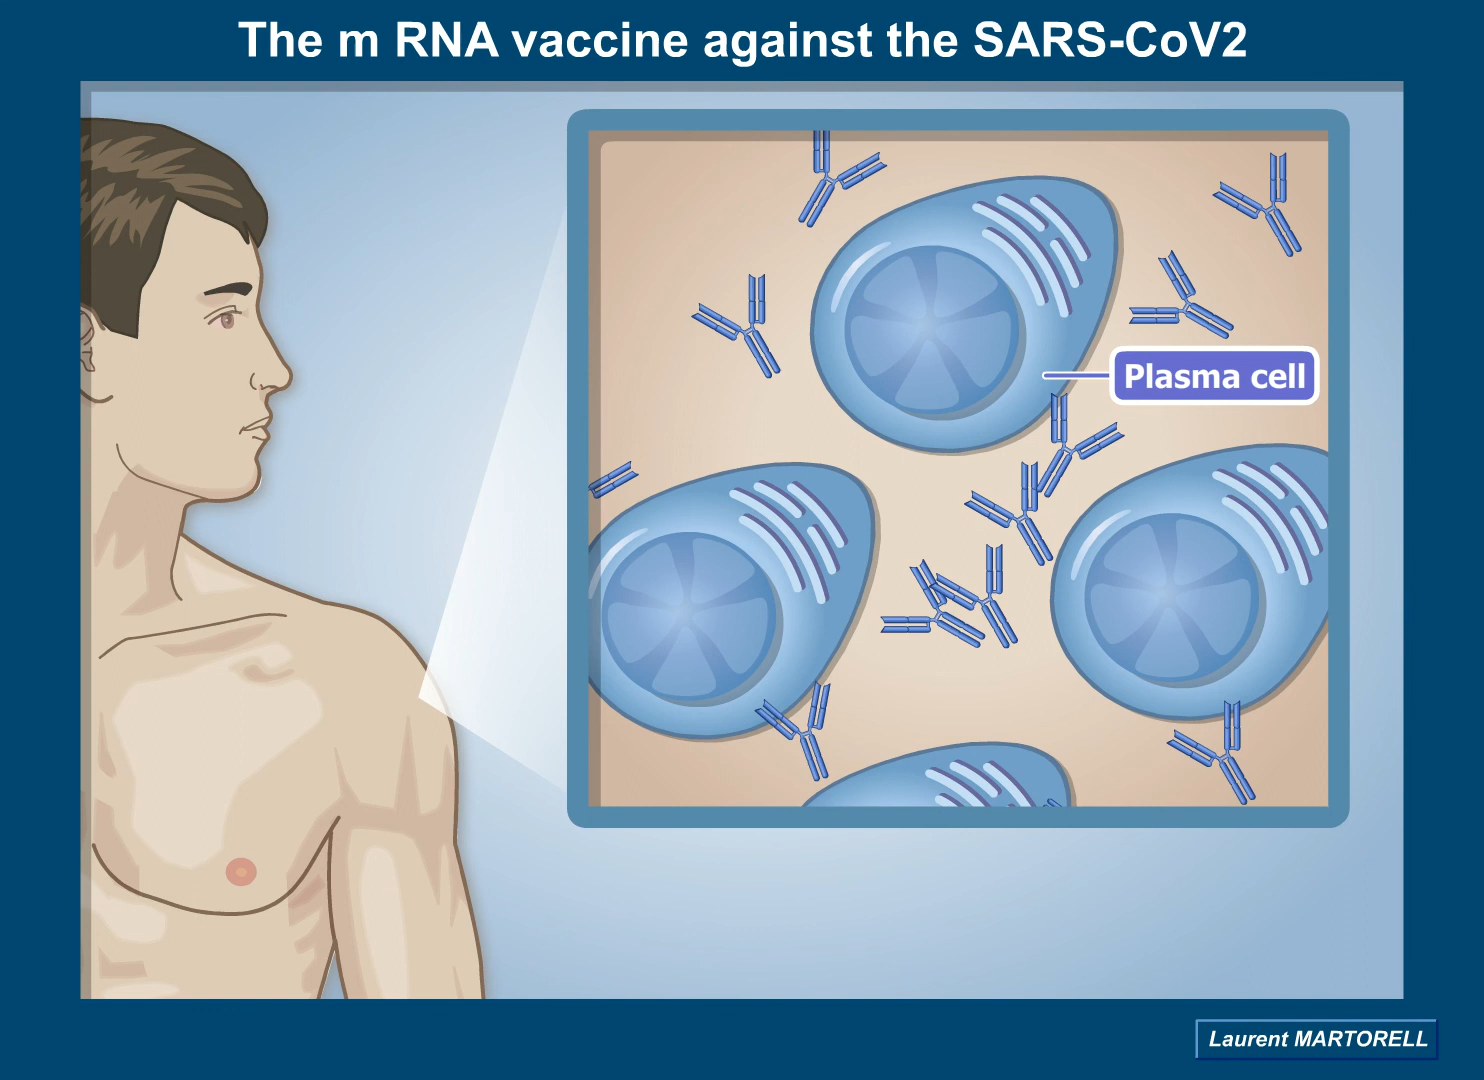 The m RNA vaccine against the SARS-CoV2
Plasma cell
Laurent MARTORELL